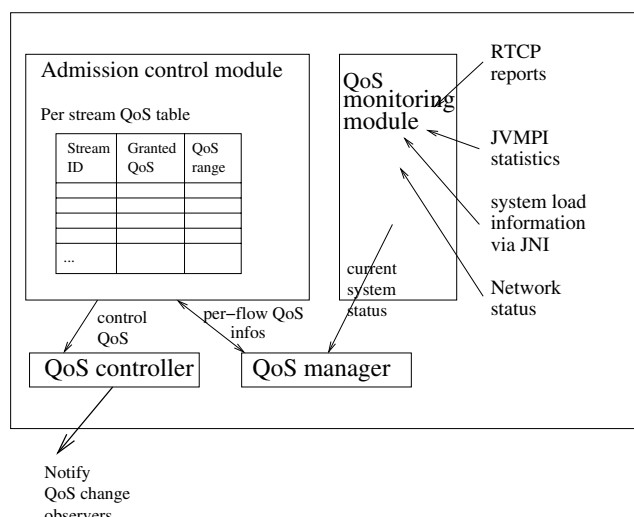 Admission control module
Per stream QoS table
Stream
ID
Granted
QoS
QoS
range
...
QoS
monitoring
module
RTCP
reports
JVMPI
statistics
system load
information
via JNI
Network
status
current
system
status
control
QoS
per-flow QoS
infos
QoS controller
QoS manager
Notify
QoS change
observers